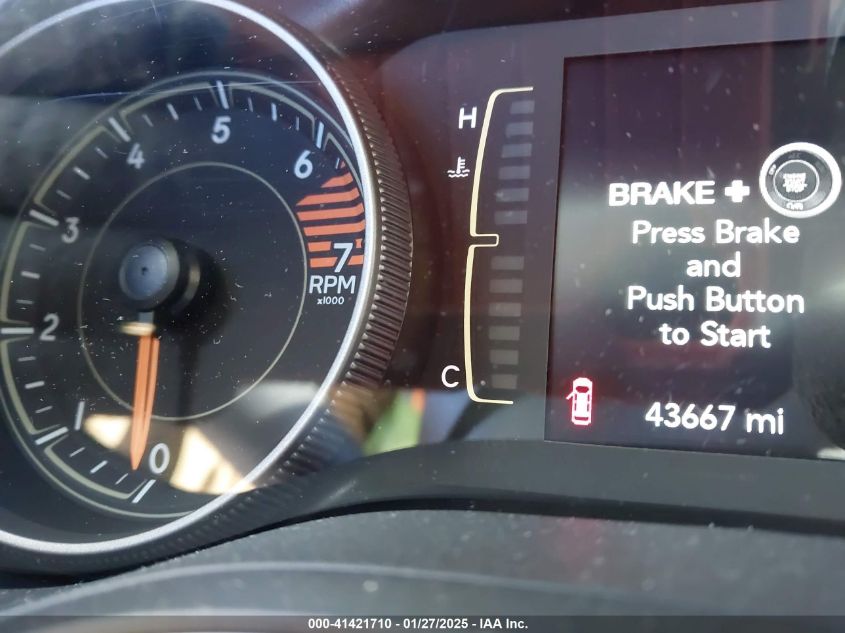 H
C
0
1
2
3
4
5
6
7
RPM
x1000
BRAKE +
Press Brake
and
Push Button
to Start
43667 mi
000-41421710 - 01/27/2025 - IAA Inc.